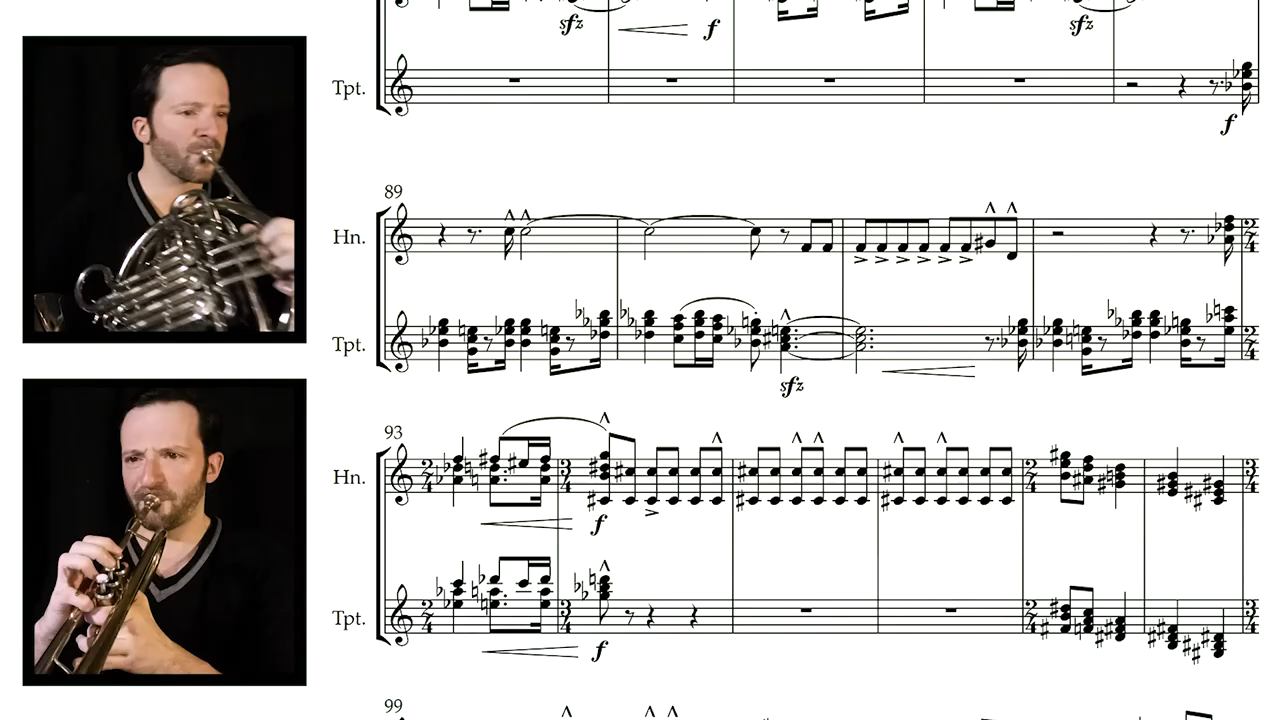 sfz f sfz
Tpt.
f
89
Hn.
Tpt.
sfz
93
2/4 3/4 2/4 3/4
Hn.
f
2/4 3/4 2/4 3/4
Tpt.
f
99